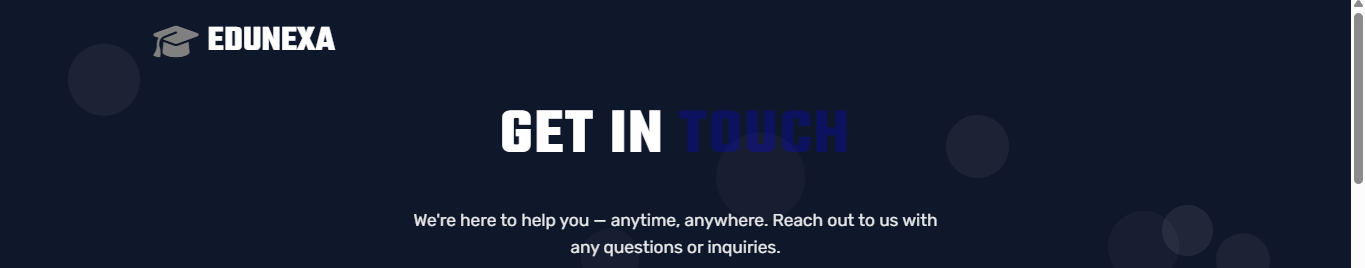 EDUNEXA
GET IN TOUCH
We're here to help you – anytime, anywhere. Reach out to us with
any questions or inquiries.